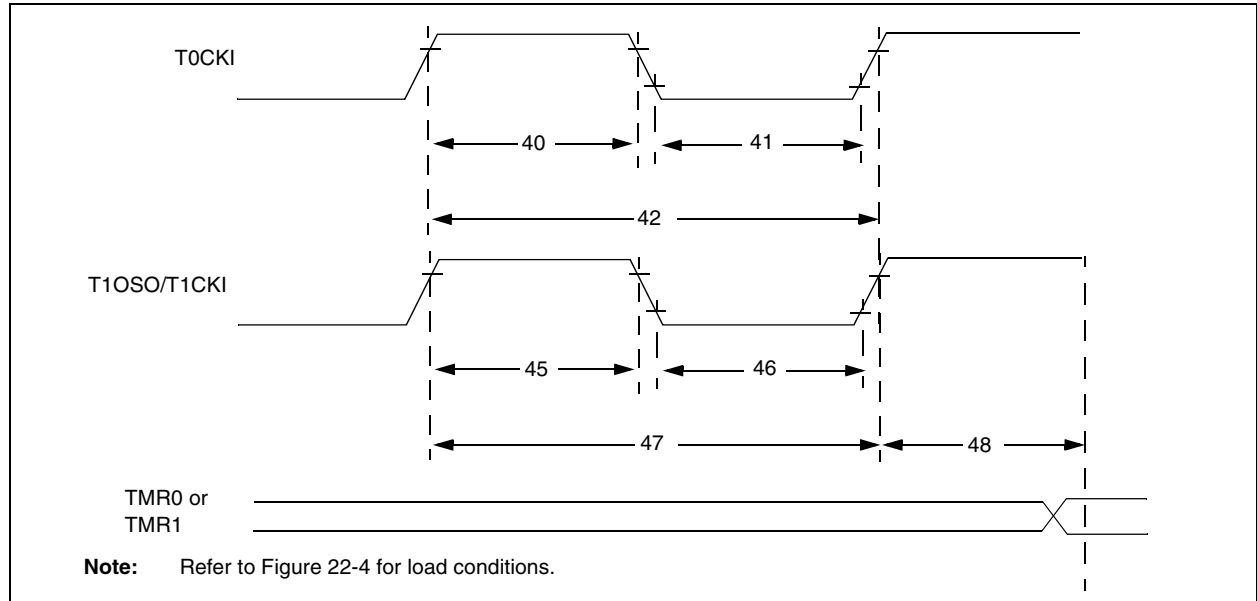 T0CKI
40
41
42
T1OSO/T1CKI
45
46
47
48
TMR0 or
TMR1
Note: Refer to Figure 22-4 for load conditions.